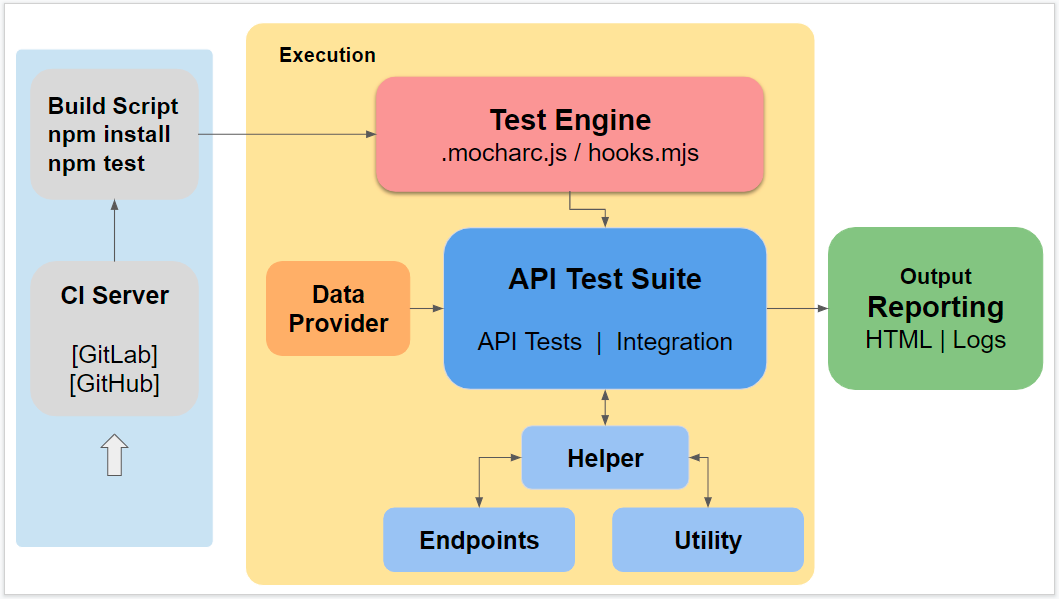 Execution
Build Script
npm install
npm test
Test Engine
.mocharc.js / hooks.mjs
CI Server
[GitLab]
[GitHub]
Data
Provider
API Test Suite
API Tests | Integration
Output
Reporting
HTML | Logs
Helper
Endpoints
Utility